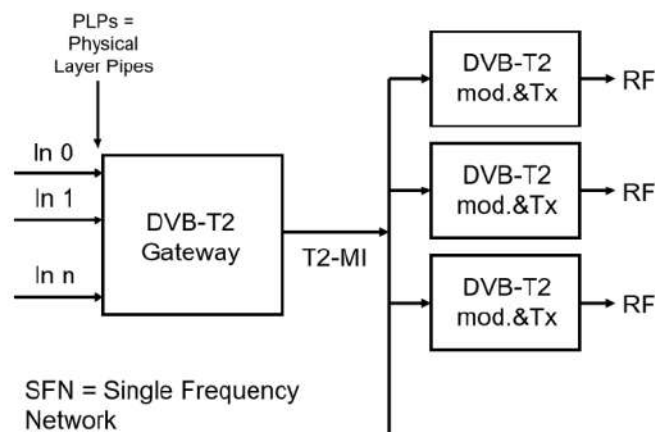 PLPs =
Physical
Layer Pipes
In 0
In 1
In n
DVB-T2
Gateway
T2-MI
DVB-T2
mod.&Tx
RF
DVB-T2
mod.&Tx
RF
DVB-T2
mod.&Tx
RF
SFN = Single Frequency
Network